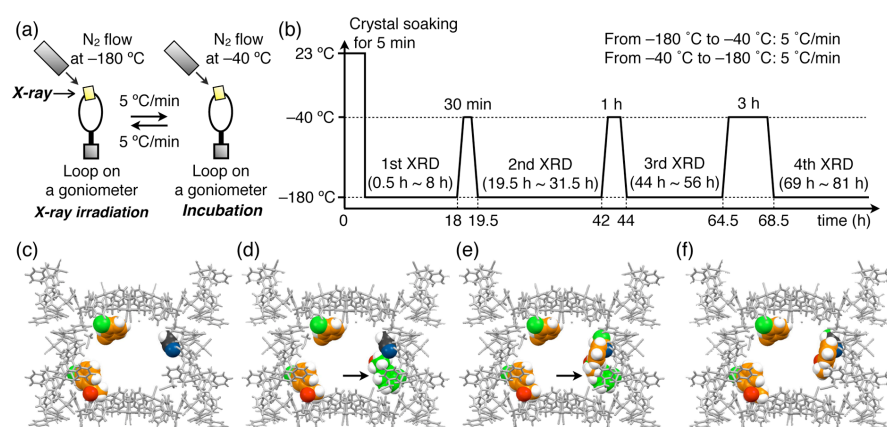 (a)
N₂ flow
at –180 ºC
N₂ flow
at –40 ºC
X-ray
5 ºC/min
5 ºC/min
Loop on
a goniometer
X-ray irradiation
Loop on
a goniometer
Incubation
(b)
Crystal soaking
for 5 min
From –180 ˚C to –40 ˚C: 5 ˚C/min
From –40 ˚C to –180 ˚C: 5 ˚C/min
23 ºC
–40 ºC
–180 ºC
30 min
1 h
3 h
1st XRD
(0.5 h ~ 8 h)
2nd XRD
(19.5 h ~ 31.5 h)
3rd XRD
(44 h ~ 56 h)
4th XRD
(69 h ~ 81 h)
0 18 19.5 42 44 64.5 68.5 time (h)
(c) (d) (e) (f)